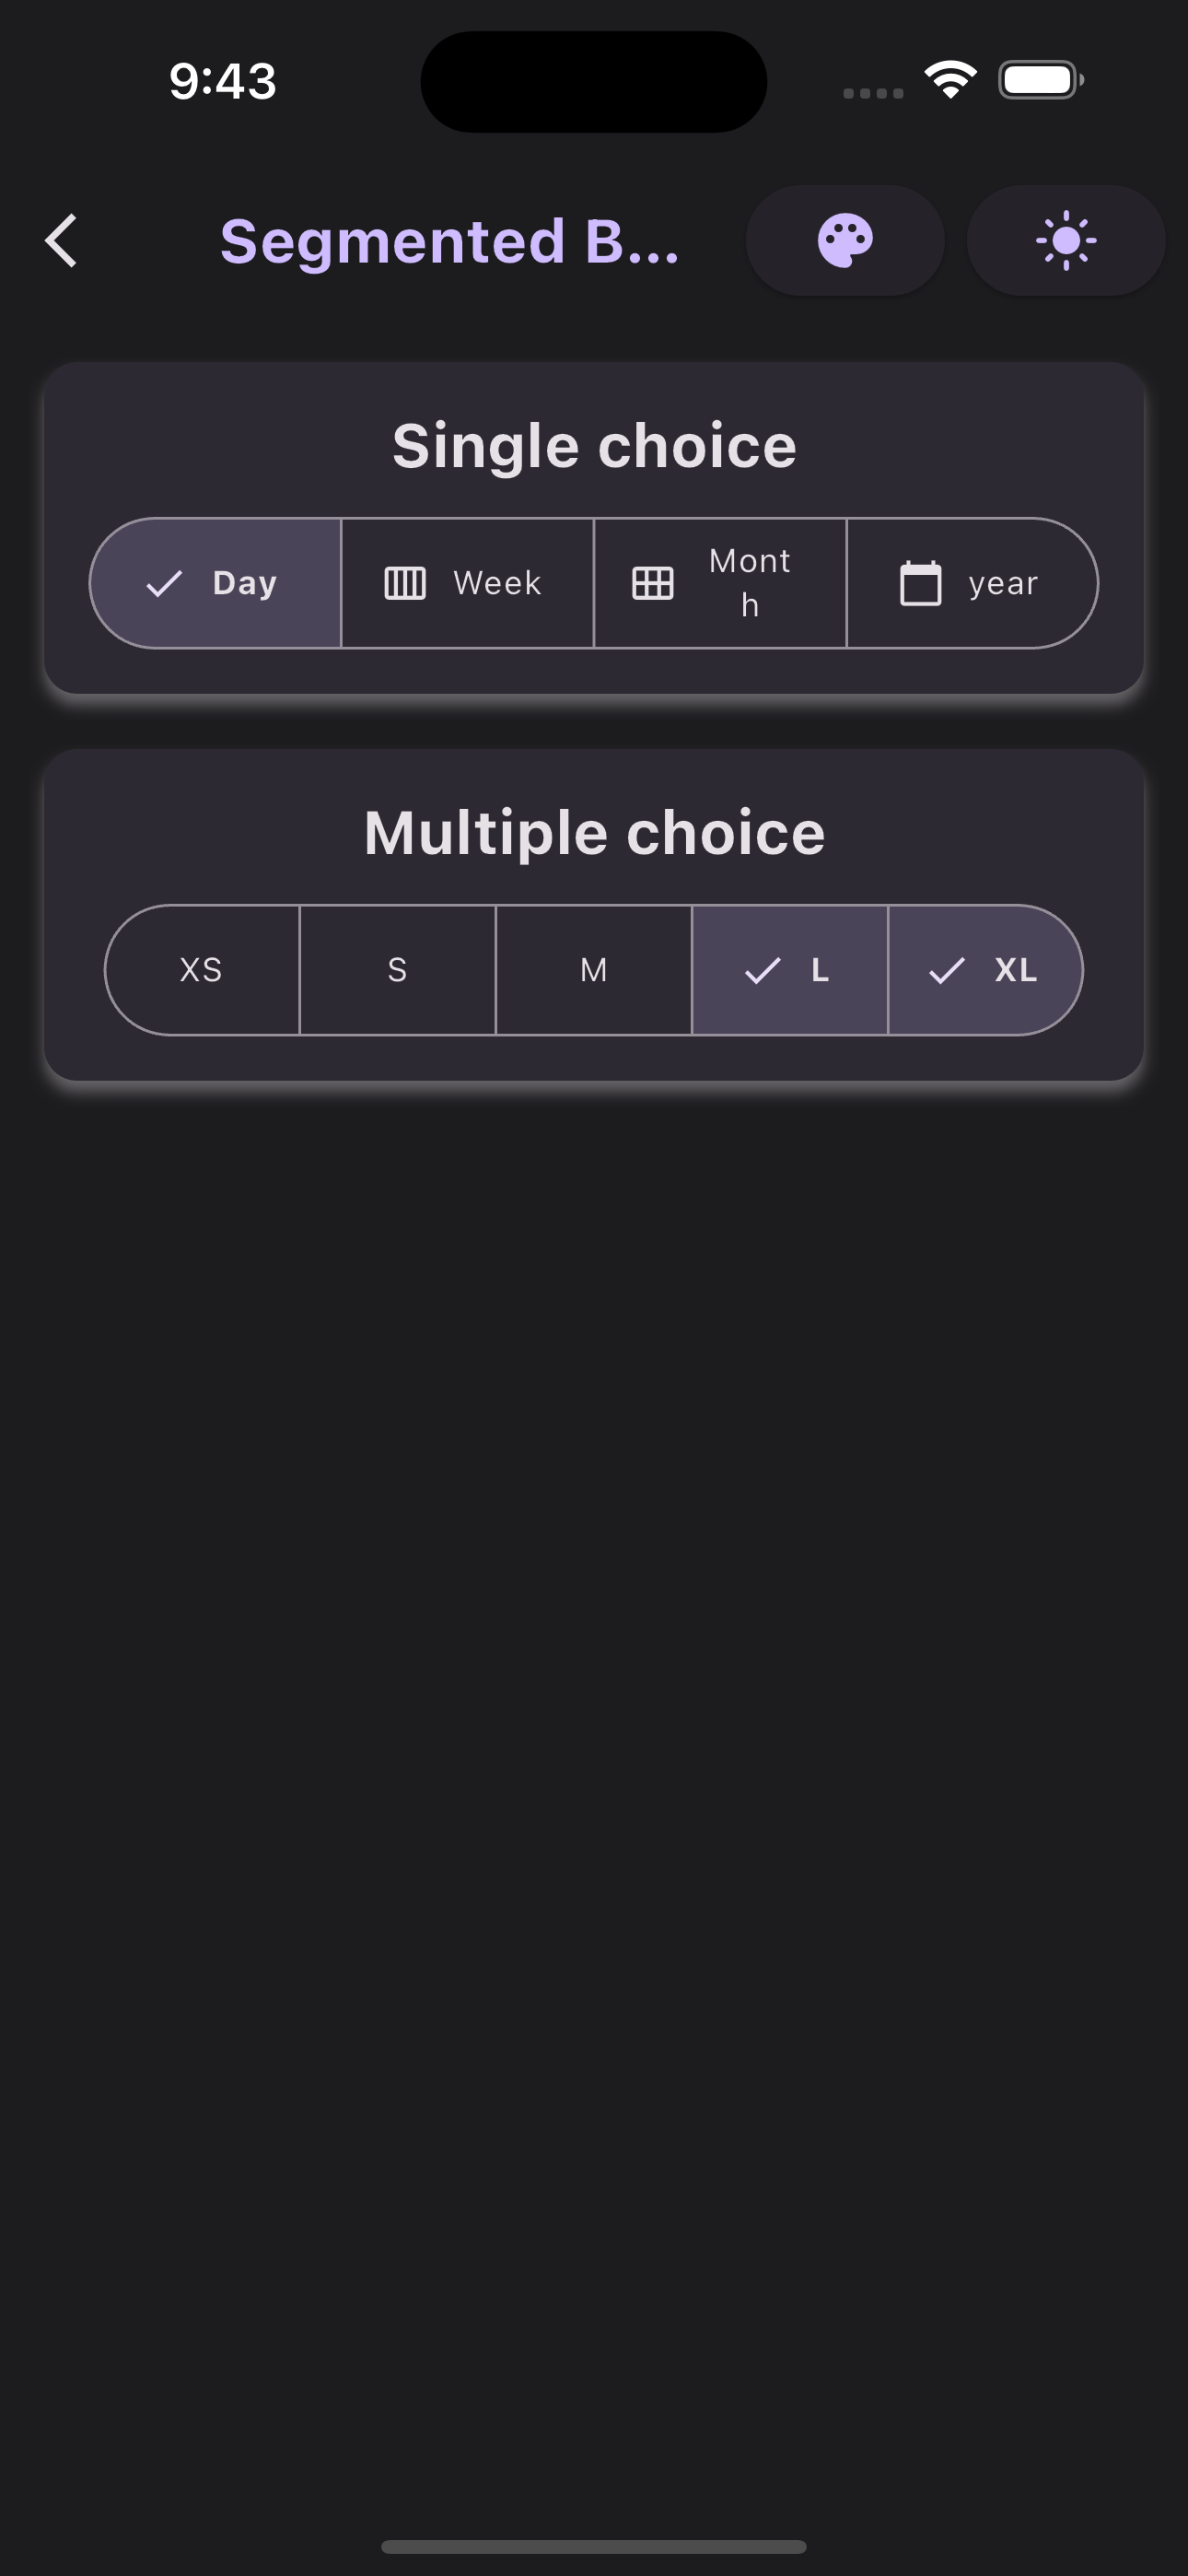 9:43
Segmented B...
Single choice
Day
Week
Mont
h
year
Multiple choice
XS
S
M
L
XL